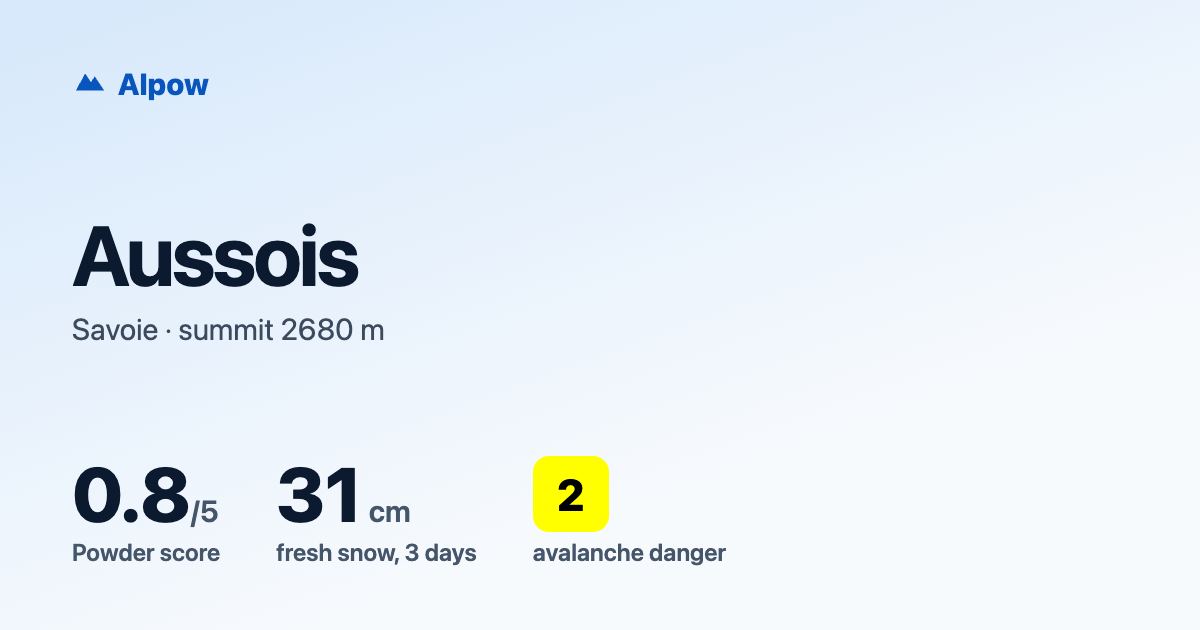 Alpow
Aussois
Savoie · summit 2680 m
0.8/5
Powder score
31 cm
fresh snow, 3 days
2
avalanche danger